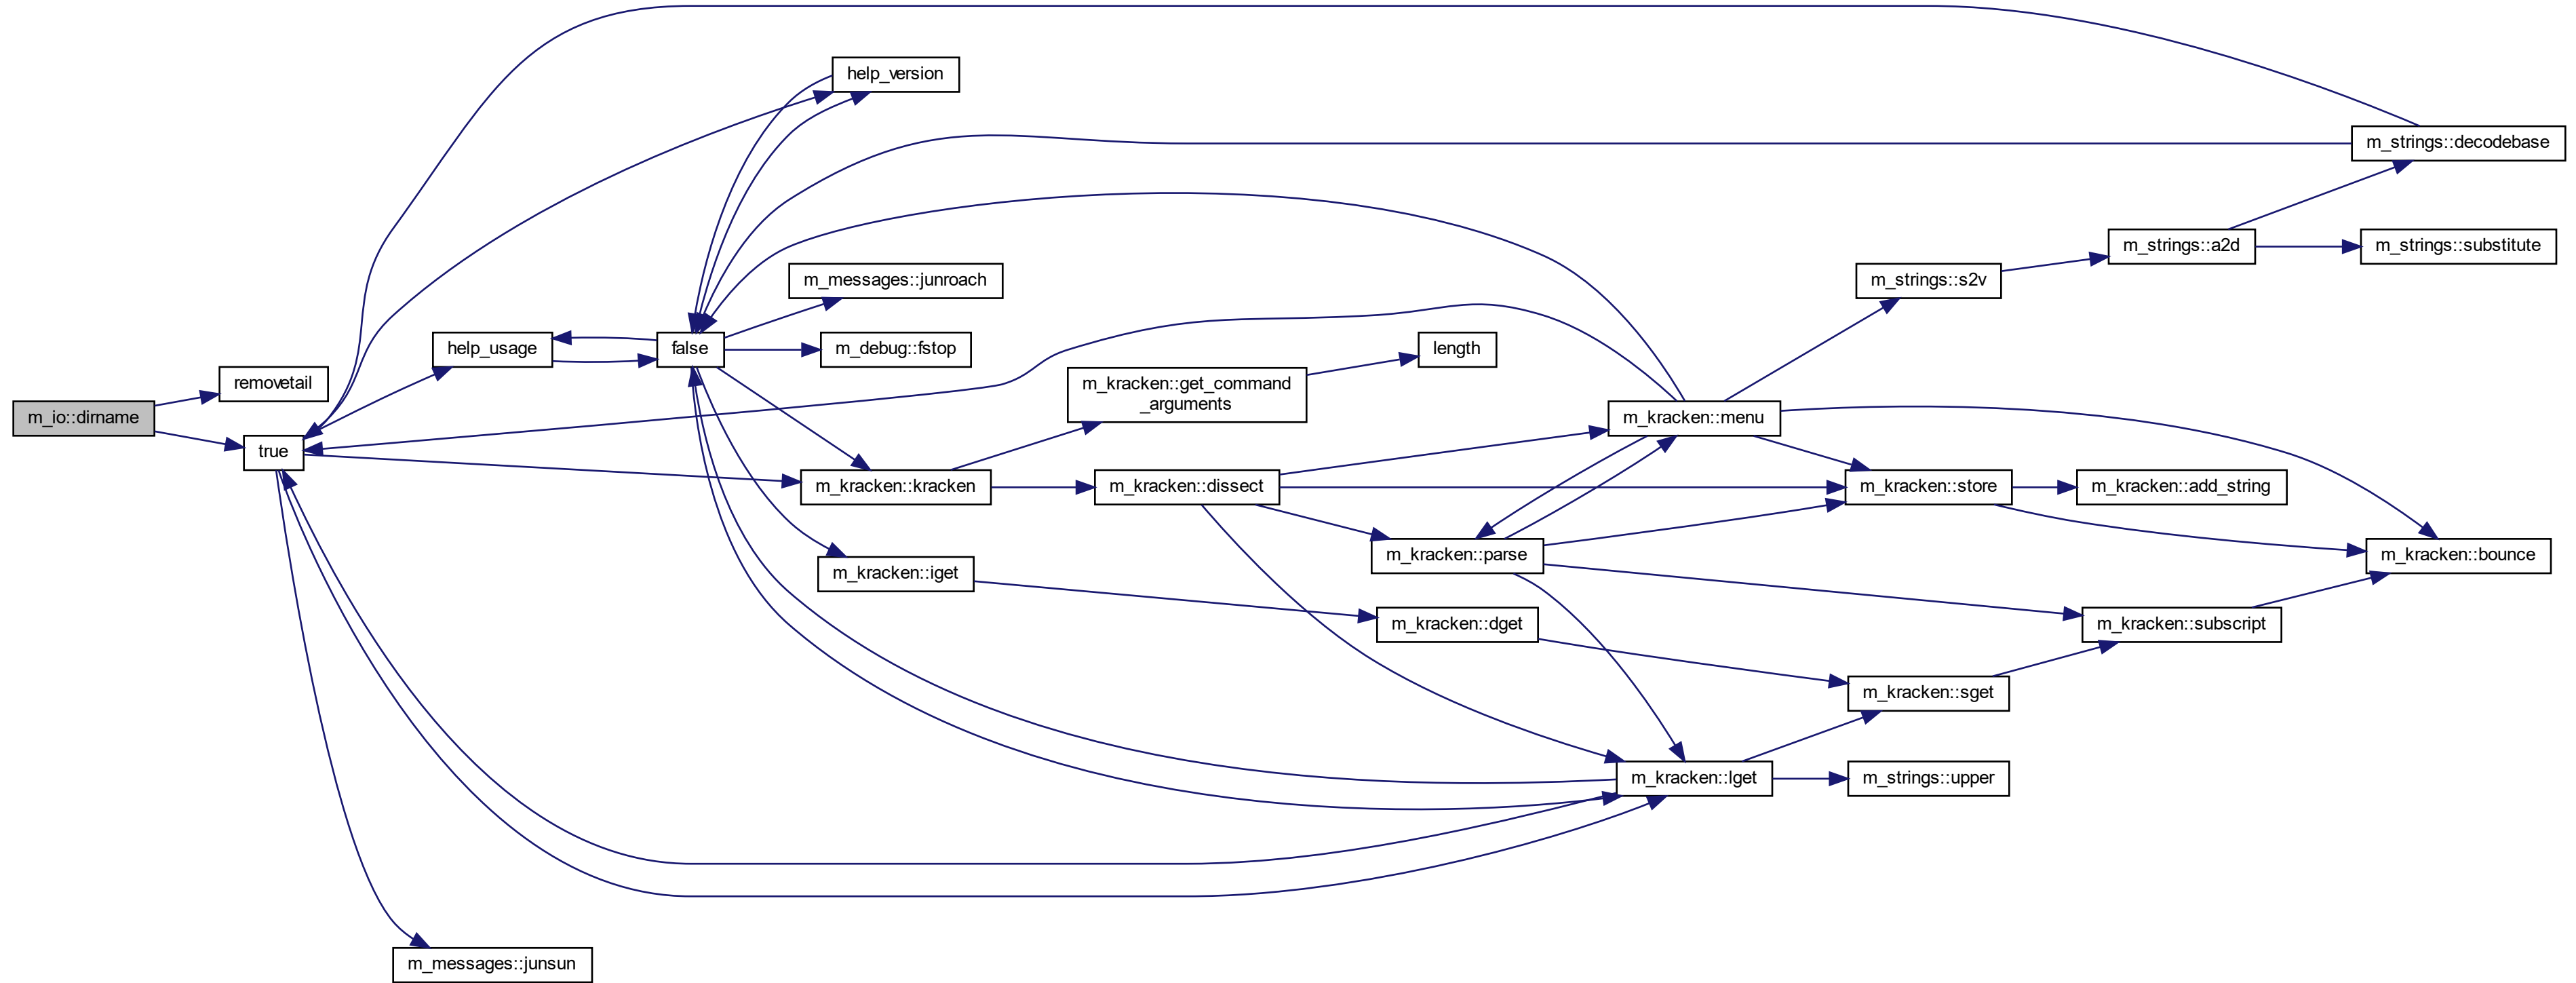 help_version
m_strings::decodebase
m_strings::a2d
m_strings::substitute
m_messages::junroach
m_strings::s2v
help_usage
false
m_debug::fstop
length
removetail
m_kracken::get_command
_arguments
m_io::dirname
m_kracken::menu
true
m_kracken::kracken
m_kracken::dissect
m_kracken::store
m_kracken::add_string
m_kracken::parse
m_kracken::bounce
m_kracken::iget
m_kracken::dget
m_kracken::subscript
m_kracken::sget
m_kracken::lget
m_strings::upper
m_messages::junsun